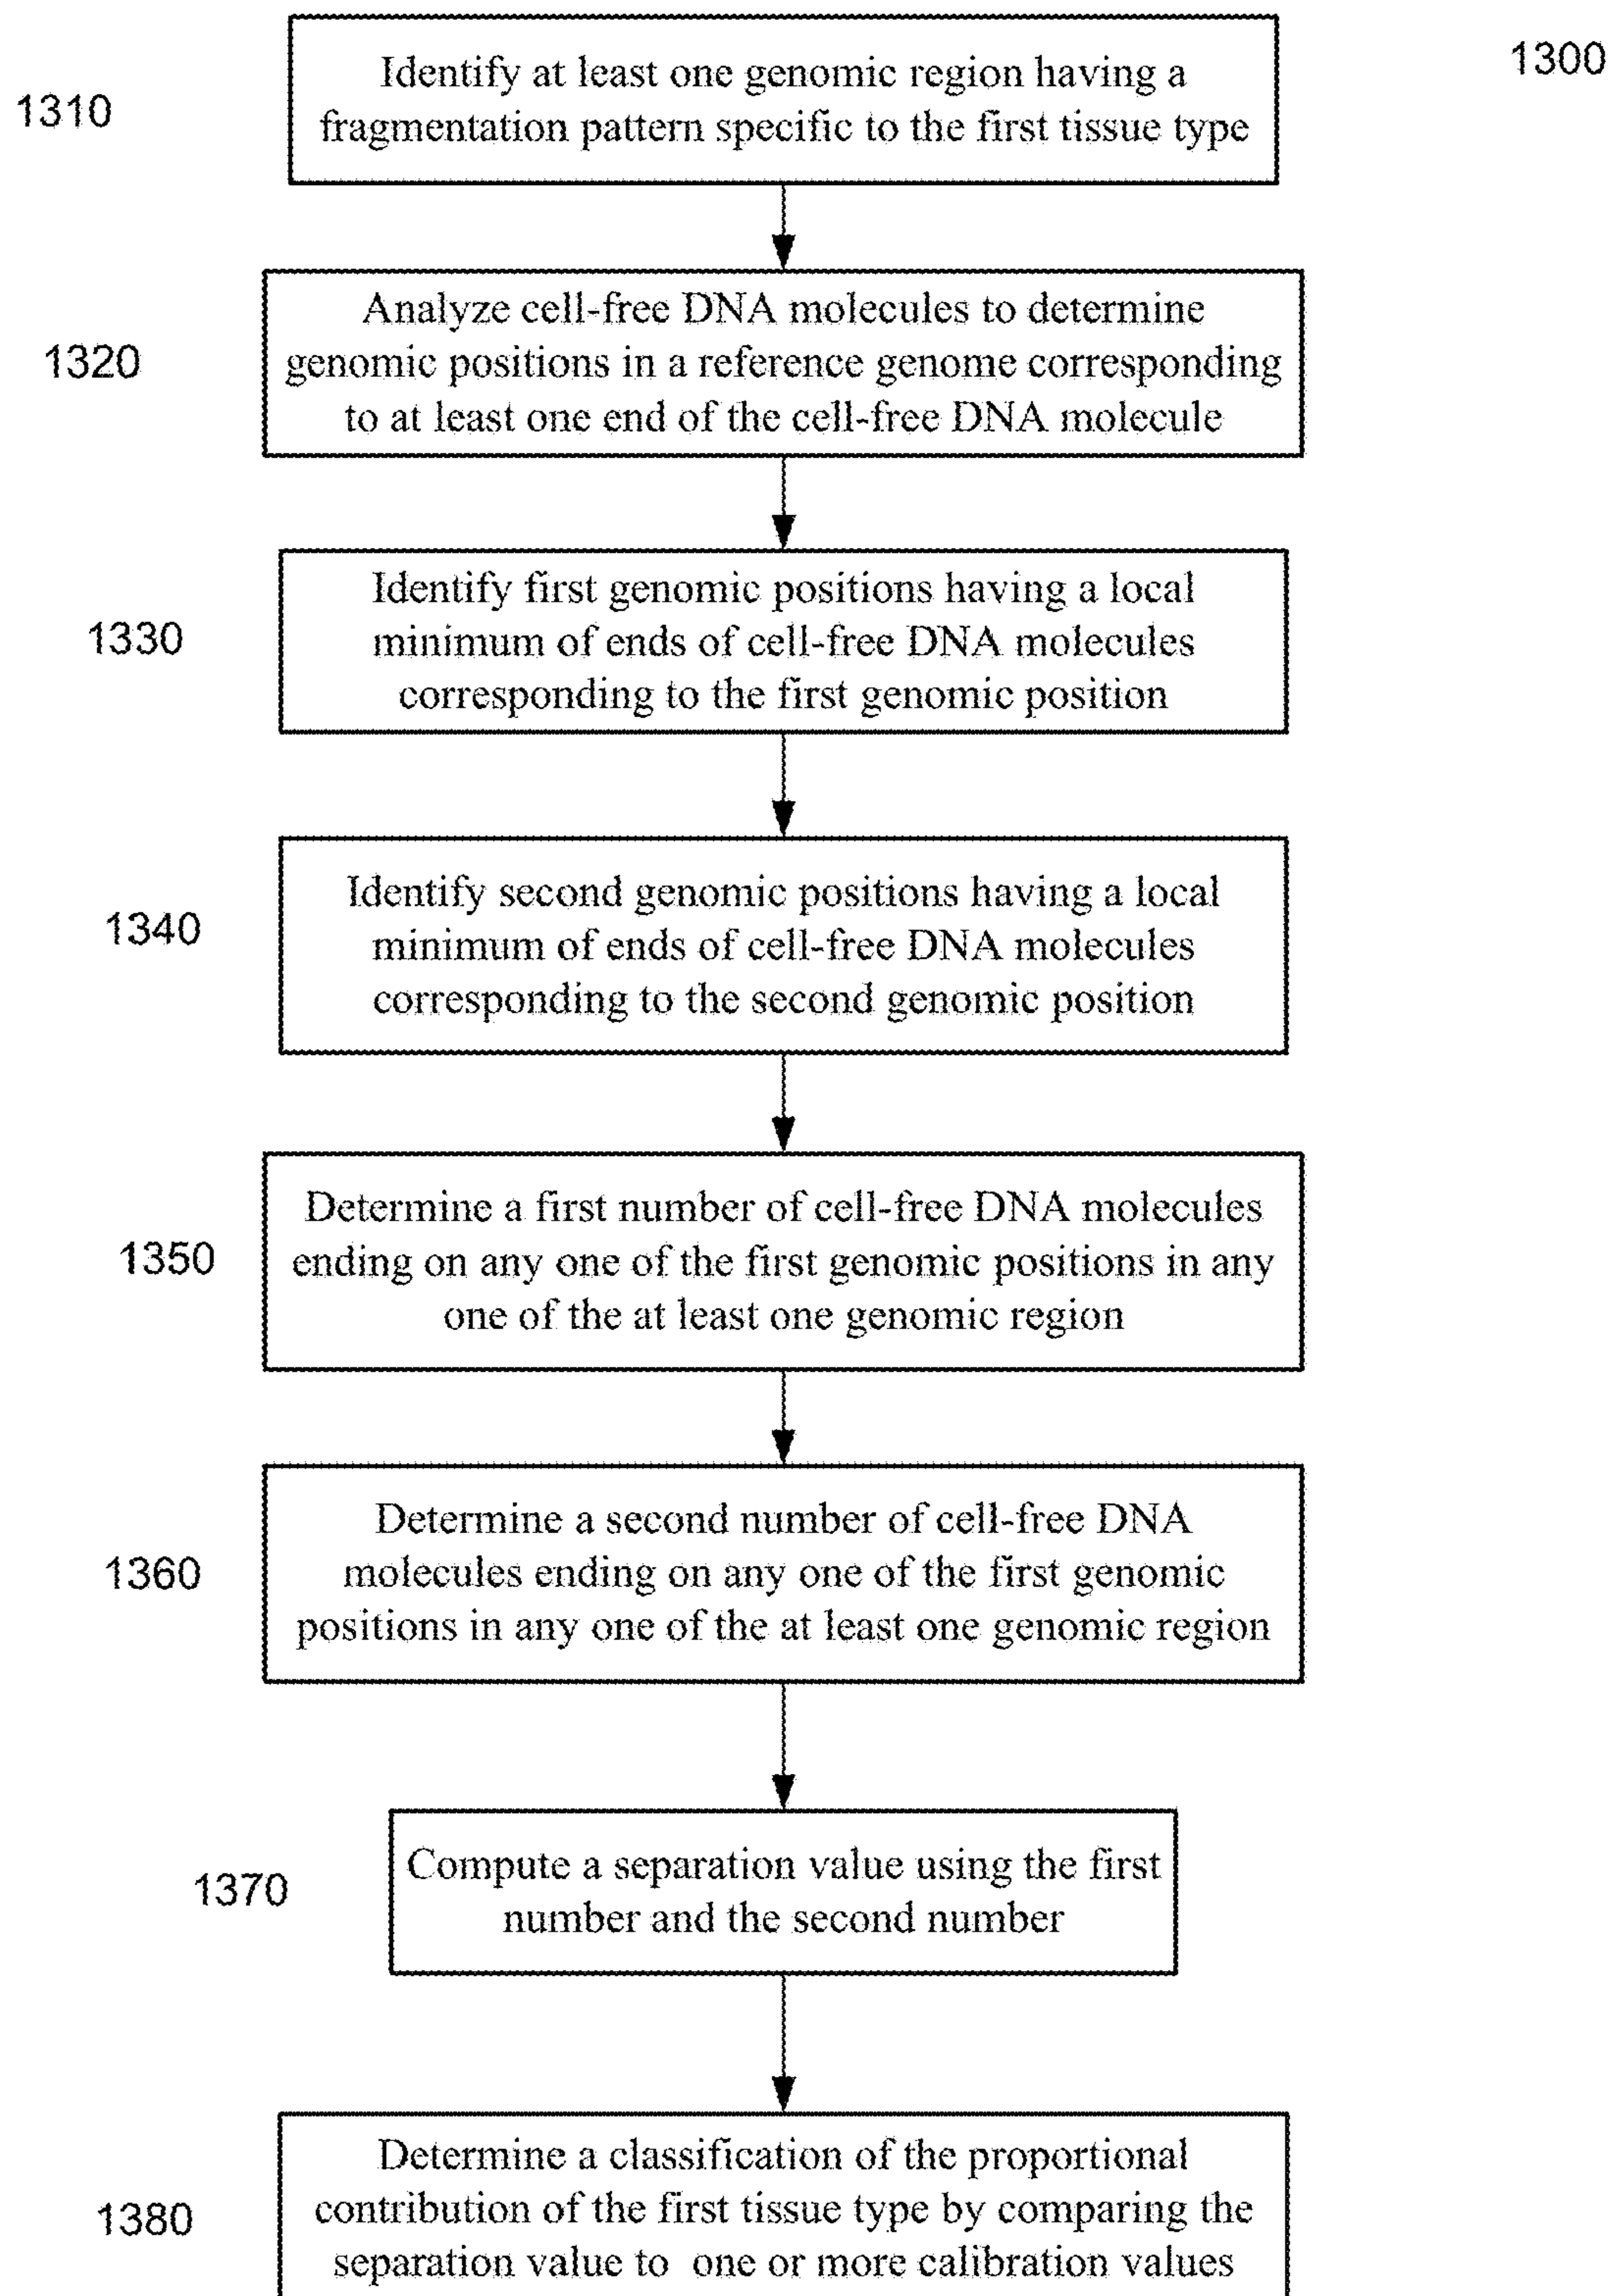 1300
1310
Identify at least one genomic region having a
fragmentation pattern specific to the first tissue type
1320
Analyze cell-free DNA molecules to determine
genomic positions in a reference genome corresponding
to at least one end of the cell-free DNA molecule
1330
Identify first genomic positions having a local
minimum of ends of cell-free DNA molecules
corresponding to the first genomic position
1340
Identify second genomic positions having a local
minimum of ends of cell-free DNA molecules
corresponding to the second genomic position
1350
Determine a first number of cell-free DNA molecules
ending on any one of the first genomic positions in any
one of the at least one genomic region
1360
Determine a second number of cell-free DNA
molecules ending on any one of the first genomic
positions in any one of the at least one genomic region
1370
Compute a separation value using the first
number and the second number
1380
Determine a classification of the proportional
contribution of the first tissue type by comparing the
separation value to one or more calibration values